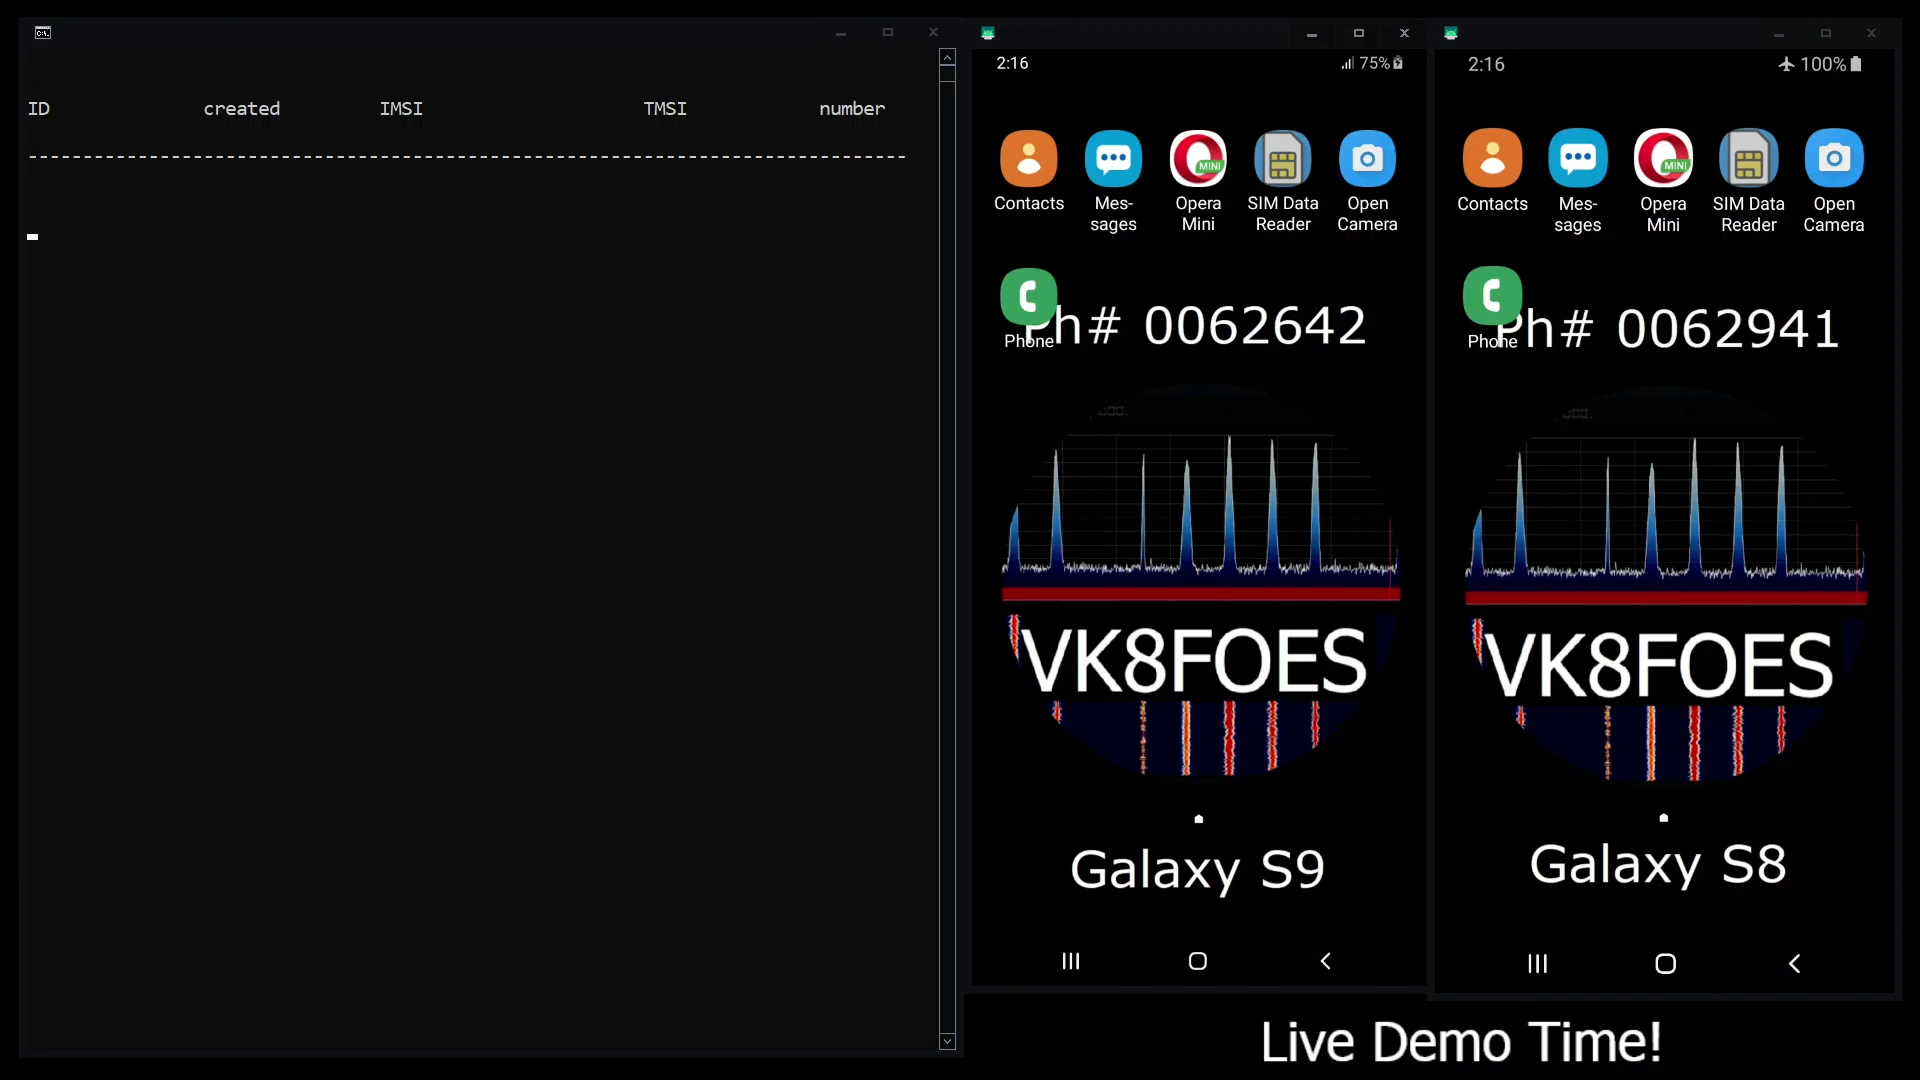 ID created IMSI TMSI number
--------------------------------------------------------------------------------
2:16 75%
Contacts Mes-
sages Opera
Mini SIM Data
Reader Open
Camera
Phone
Ph# 0062642
VK8FOES
Galaxy S9
2:16 100%
Contacts Mes-
sages Opera
Mini SIM Data
Reader Open
Camera
Phone
Ph# 0062941
VK8FOES
Galaxy S8
Live Demo Time!